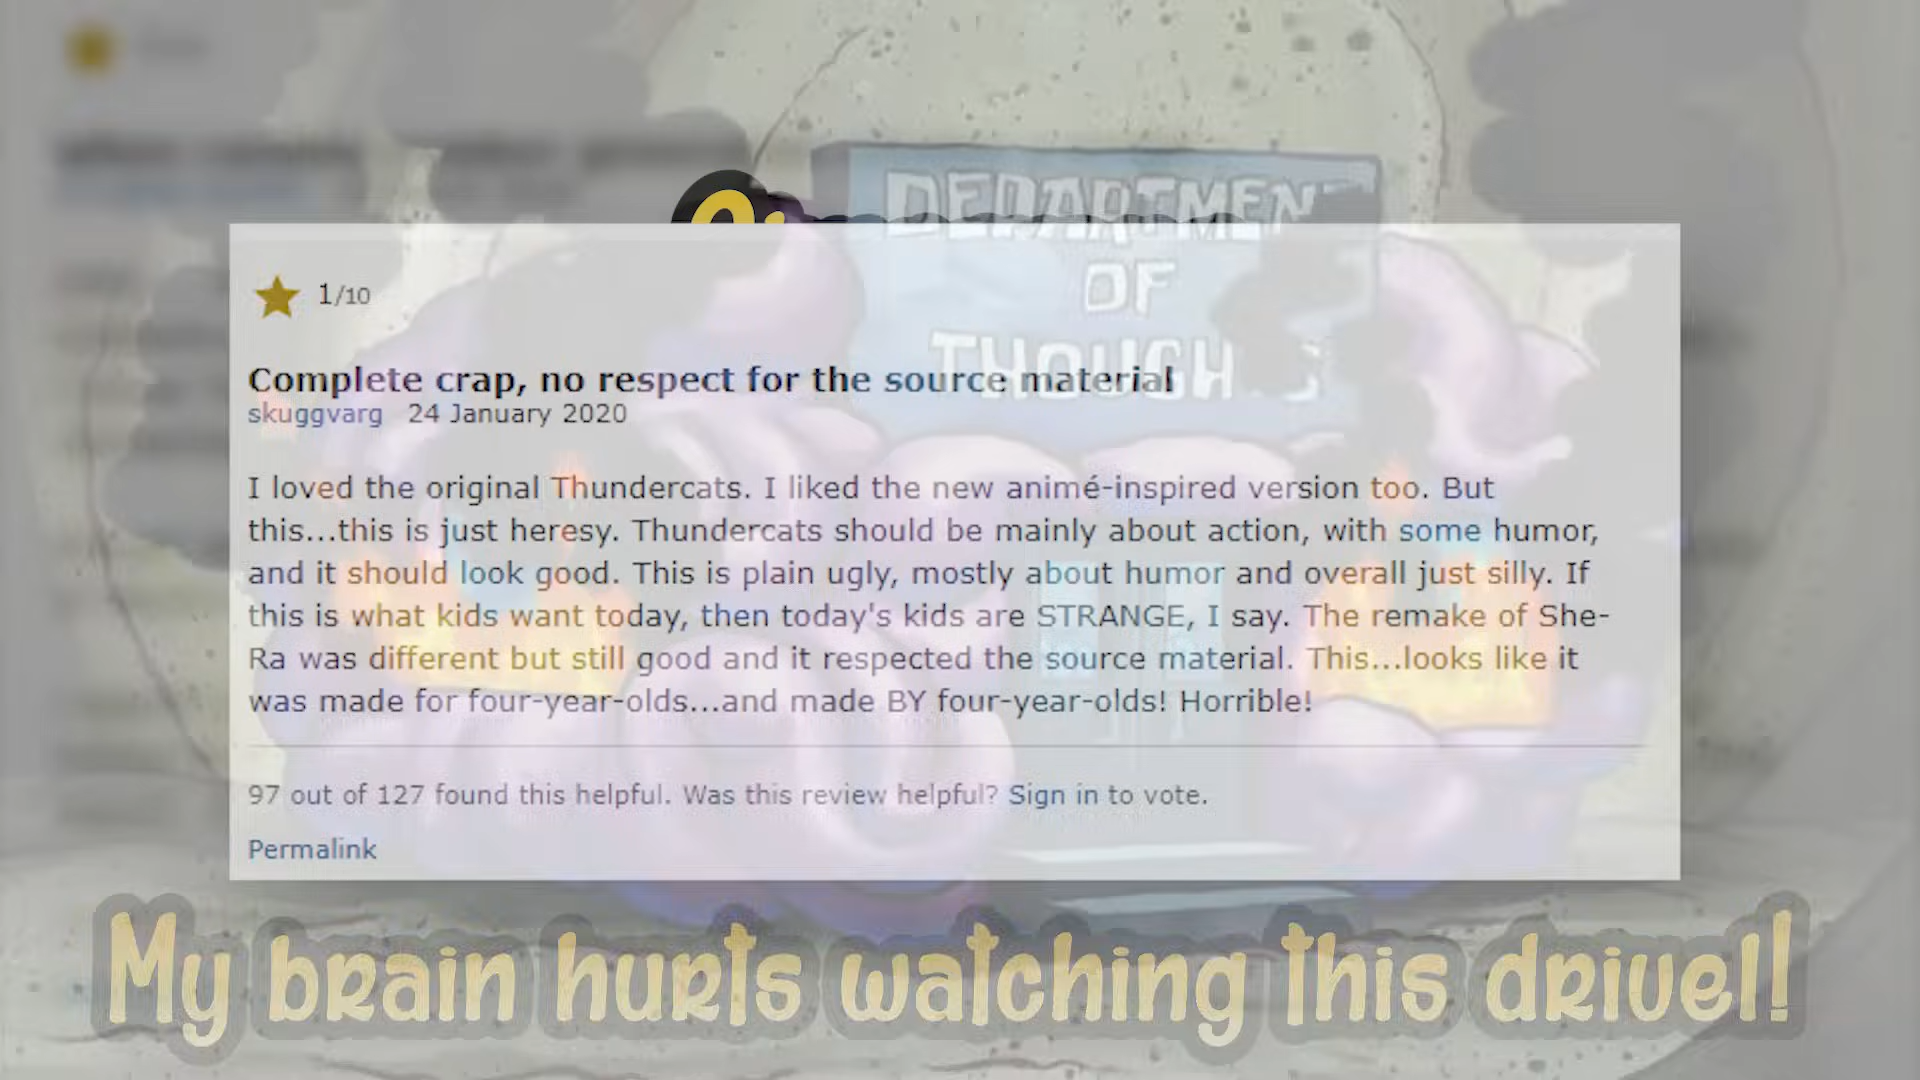 DEPARTMENT
OF
THOUGH
1/10
Complete crap, no respect for the source material
skuggvarg 24 January 2020
I loved the original Thundercats. I liked the new animé-inspired version too. But
this...this is just heresy. Thundercats should be mainly about action, with some humor,
and it should look good. This is plain ugly, mostly about humor and overall just silly. If
this is what kids want today, then today's kids are STRANGE, I say. The remake of She-
Ra was different but still good and it respected the source material. This...looks like it
was made for four-year-olds...and made BY four-year-olds! Horrible!
97 out of 127 found this helpful. Was this review helpful? Sign in to vote.
Permalink
My brain hurts watching this drivel!